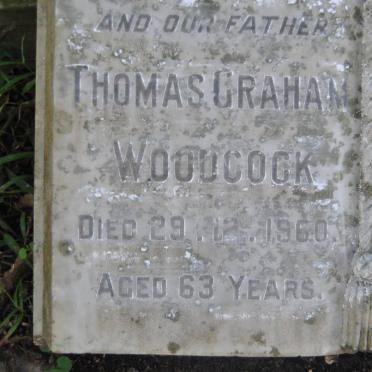 AND OUR FATHER
THOMAS GRAHAM
WOODCOCK
DIED 29.12.1960.
AGED 63 YEARS.